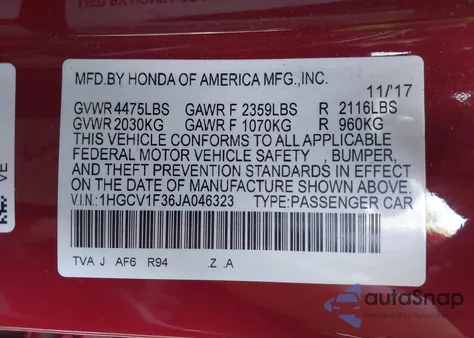 MFD.BY HONDA OF AMERICA MFG.,INC.
11/17
GVWR 4475LBS GAWR F 2359LBS R 2116LBS
GVWR 2030KG GAWR F 1070KG R 960KG
THIS VEHICLE CONFORMS TO ALL APPLICABLE
FEDERAL MOTOR VEHICLE SAFETY , BUMPER,
AND THEFT PREVENTION STANDARDS IN EFFECT
ON THE DATE OF MANUFACTURE SHOWN ABOVE.
V.I.N.:1HGCV1F36JA046323 TYPE:PASSENGER CAR
TVA J AF6 R94 .Z .A
VE
autoSnap